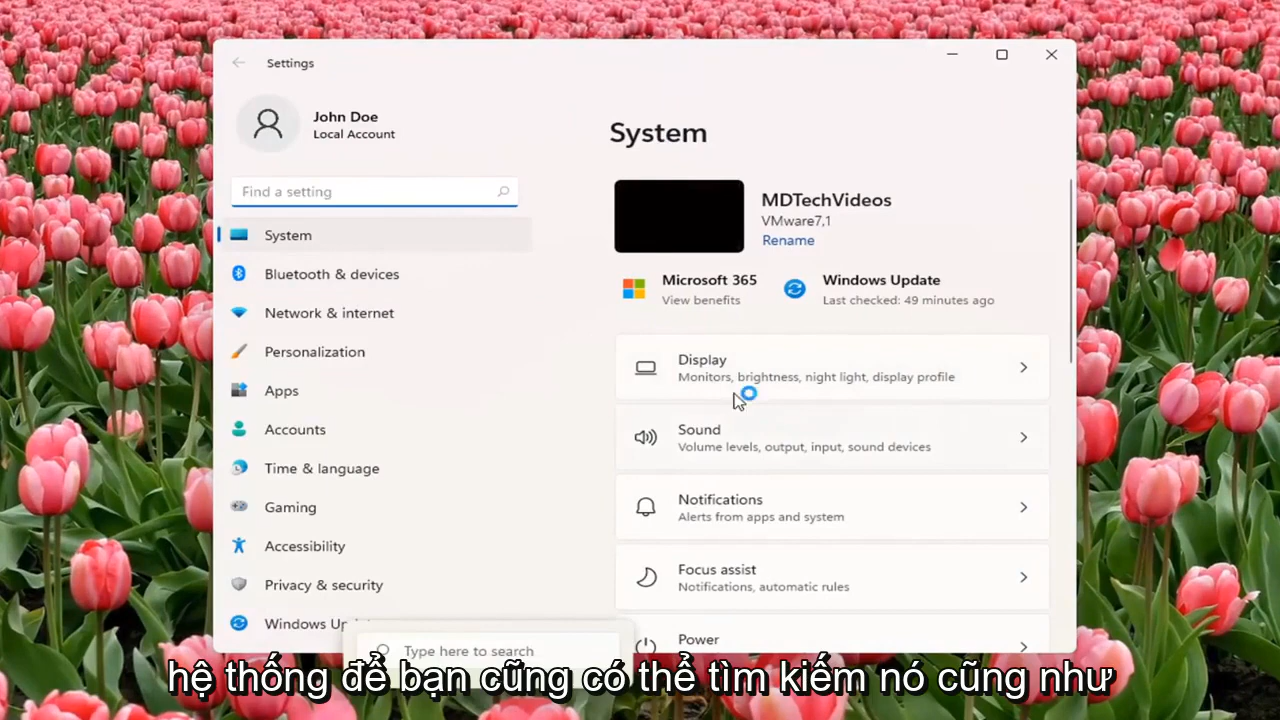 Settings
John Doe
Local Account
Find a setting
System
Bluetooth & devices
Network & internet
Personalization
Apps
Accounts
Time & language
Gaming
Accessibility
Privacy & security
Windows
Type here to search
System
MDTechVideos
VMware7,1
Rename
Microsoft 365
View benefits
Windows Update
Last checked: 49 minutes ago
Display
Monitors, brightness, night light, display profile
Sound
Volume levels, output, input, sound devices
Notifications
Alerts from apps and system
Focus assist
Notifications, automatic rules
Power
hệ thống để bạn cũng có thể tìm kiếm nó cũng như